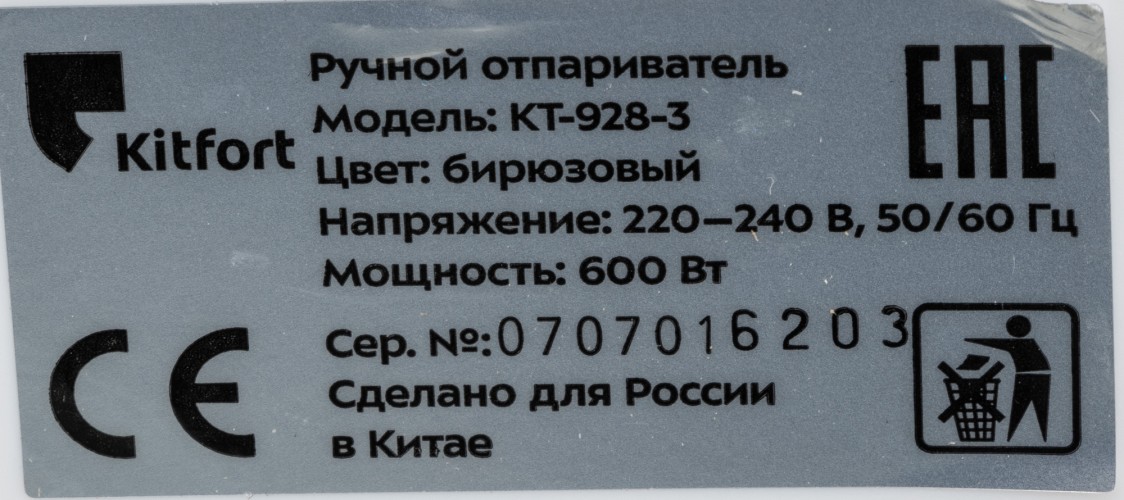 Kitfort
Ручной отпариватель
Модель: КТ-928-3
Цвет: бирюзовый
Напряжение: 220–240 В, 50/60 Гц
Мощность: 600 Вт
Сер. №: 0707016203
Сделано для России
в Китае
EAC
CE